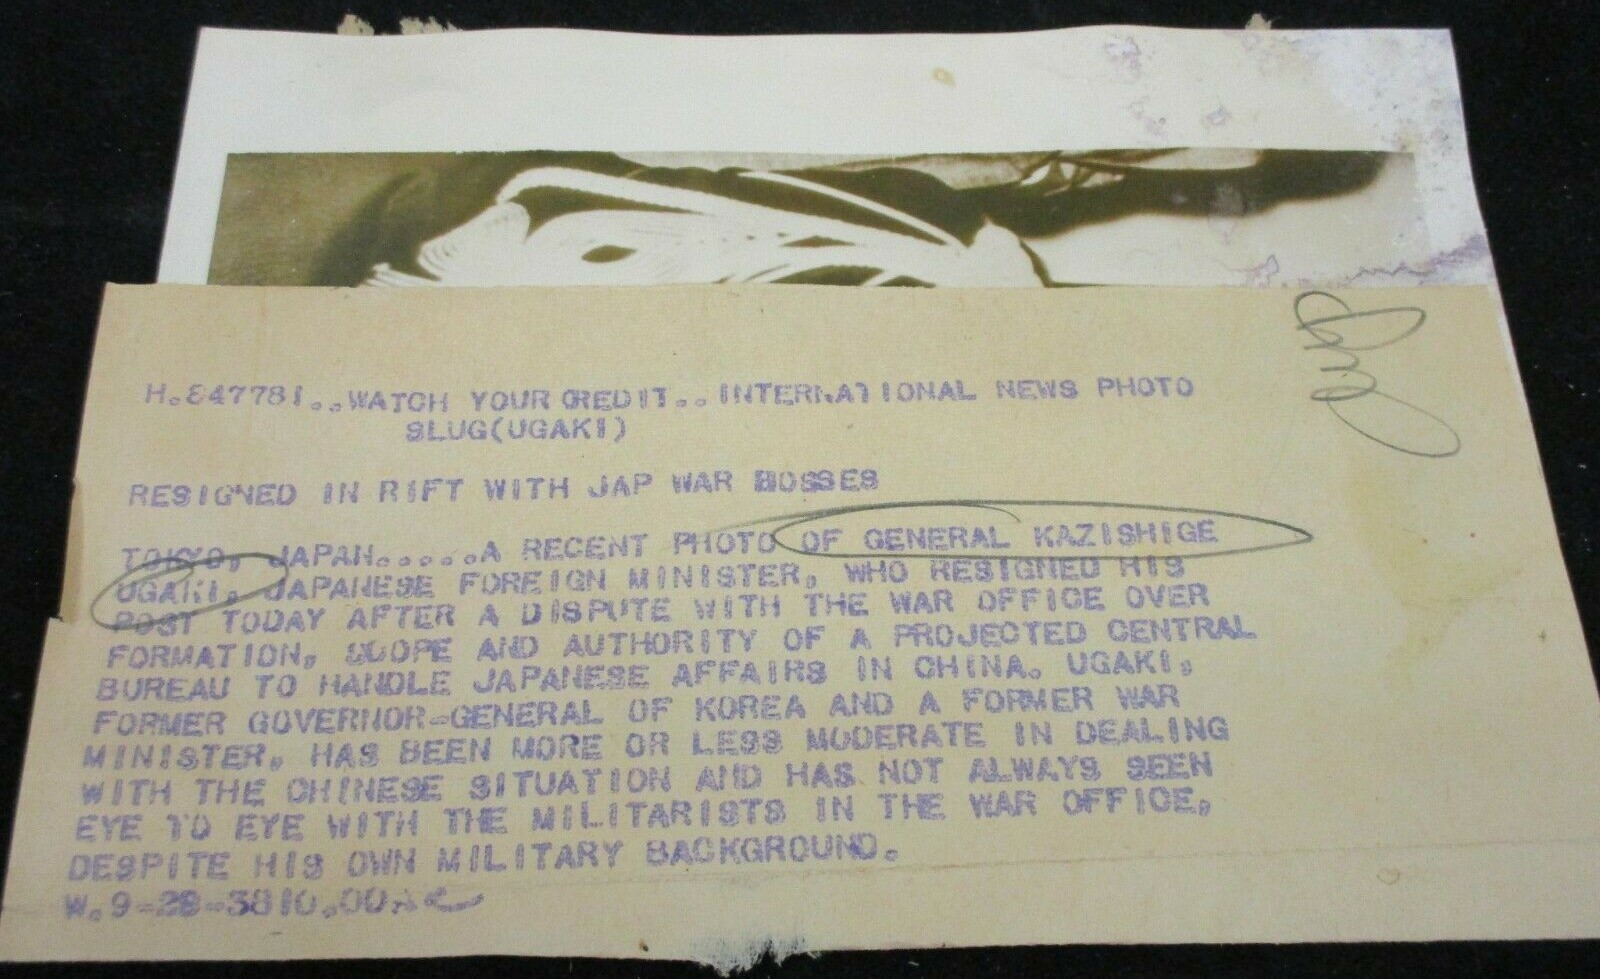 H.847781..WATCH YOUR CREDIT..INTERNATIONAL NEWS PHOTO
SLUG(UGAKI)
RESIGNED IN RIFT WITH JAP WAR BOSSES
TOKYO, JAPAN.....A RECENT PHOTO OF GENERAL KAZISHIGE
UGAKI, JAPANESE FOREIGN MINISTER, WHO RESIGNED HIS
POST TODAY AFTER A DISPUTE WITH THE WAR OFFICE OVER
FORMATION, SCOPE AND AUTHORITY OF A PROJECTED CENTRAL
BUREAU TO HANDLE JAPANESE AFFAIRS IN CHINA. UGAKI,
FORMER GOVERNOR-GENERAL OF KOREA AND A FORMER WAR
MINISTER, HAS BEEN MORE OR LESS MODERATE IN DEALING
WITH THE CHINESE SITUATION AND HAS NOT ALWAYS SEEN
EYE TO EYE WITH THE MILITARISTS IN THE WAR OFFICE,
DESPITE HIS OWN MILITARY BACKGROUND.
W.9-29-3810.00A